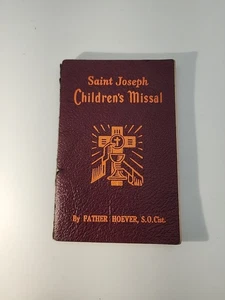 Saint Joseph
Children's Missal
By FATHER HOEVER, S.O.Cist.